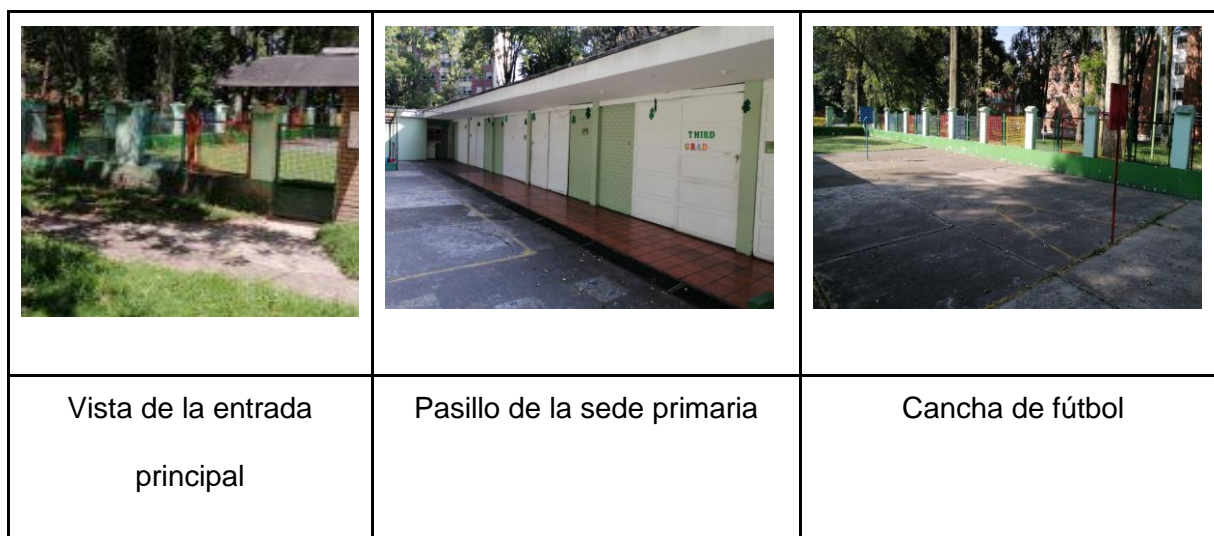 THIRD
GRAD
Vista de la entrada
principal
Pasillo de la sede primaria
Cancha de fútbol